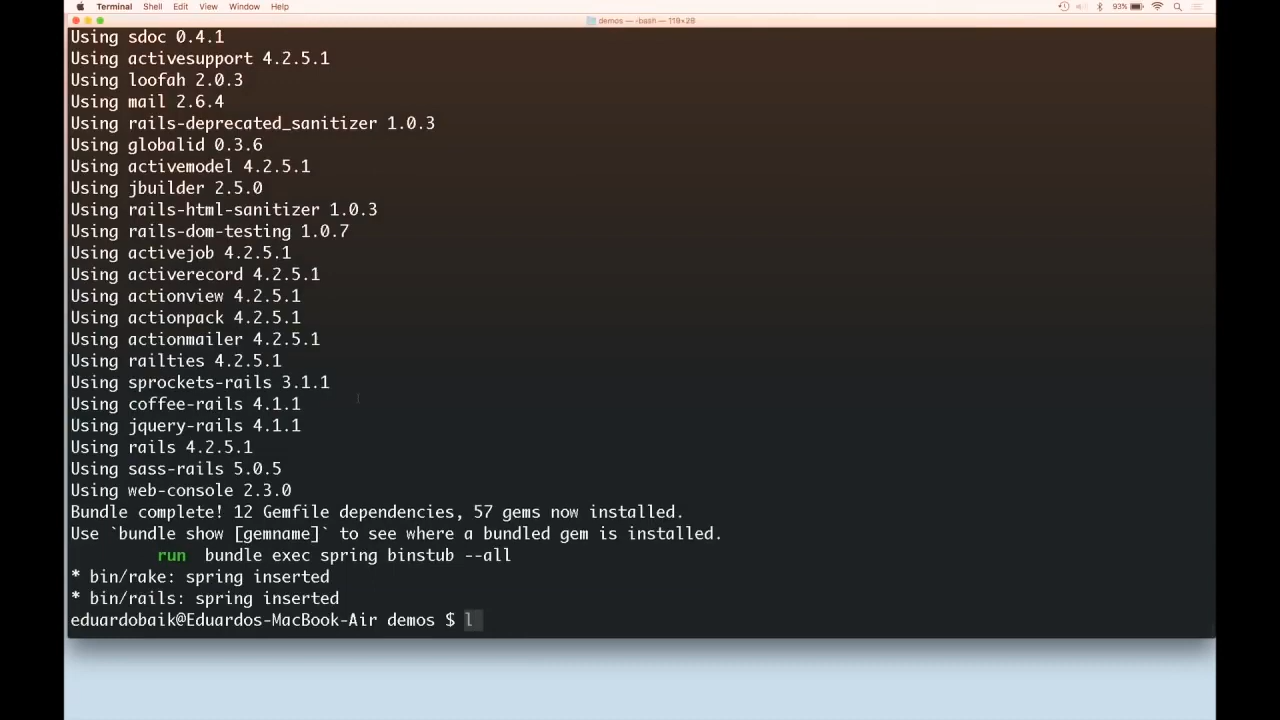 Terminal Shell Edit View Window Help 93%
demos — -bash — 119×28
Using sdoc 0.4.1
Using activesupport 4.2.5.1
Using loofah 2.0.3
Using mail 2.6.4
Using rails-deprecated_sanitizer 1.0.3
Using globalid 0.3.6
Using activemodel 4.2.5.1
Using jbuilder 2.5.0
Using rails-html-sanitizer 1.0.3
Using rails-dom-testing 1.0.7
Using activejob 4.2.5.1
Using activerecord 4.2.5.1
Using actionview 4.2.5.1
Using actionpack 4.2.5.1
Using actionmailer 4.2.5.1
Using railties 4.2.5.1
Using sprockets-rails 3.1.1
Using coffee-rails 4.1.1
Using jquery-rails 4.1.1
Using rails 4.2.5.1
Using sass-rails 5.0.5
Using web-console 2.3.0
Bundle complete! 12 Gemfile dependencies, 57 gems now installed.
Use `bundle show [gemname]` to see where a bundled gem is installed.
run bundle exec spring binstub --all
* bin/rake: spring inserted
* bin/rails: spring inserted
eduardobaik@Eduardos-MacBook-Air demos $ l